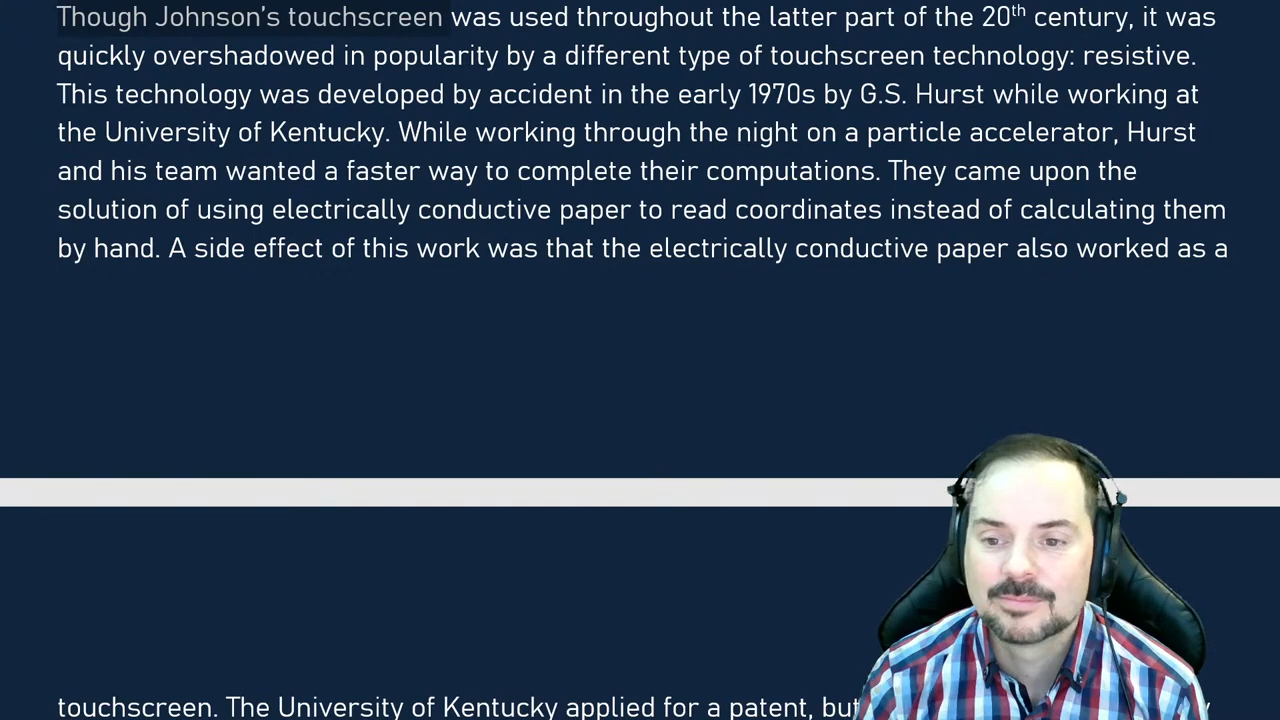 Though Johnson's touchscreen was used throughout the latter part of the 20th century, it was
quickly overshadowed in popularity by a different type of touchscreen technology: resistive.
This technology was developed by accident in the early 1970s by G.S. Hurst while working at
the University of Kentucky. While working through the night on a particle accelerator, Hurst
and his team wanted a faster way to complete their computations. They came upon the
solution of using electrically conductive paper to read coordinates instead of calculating them
by hand. A side effect of this work was that the electrically conductive paper also worked as a
touchscreen. The University of Kentucky applied for a patent, but